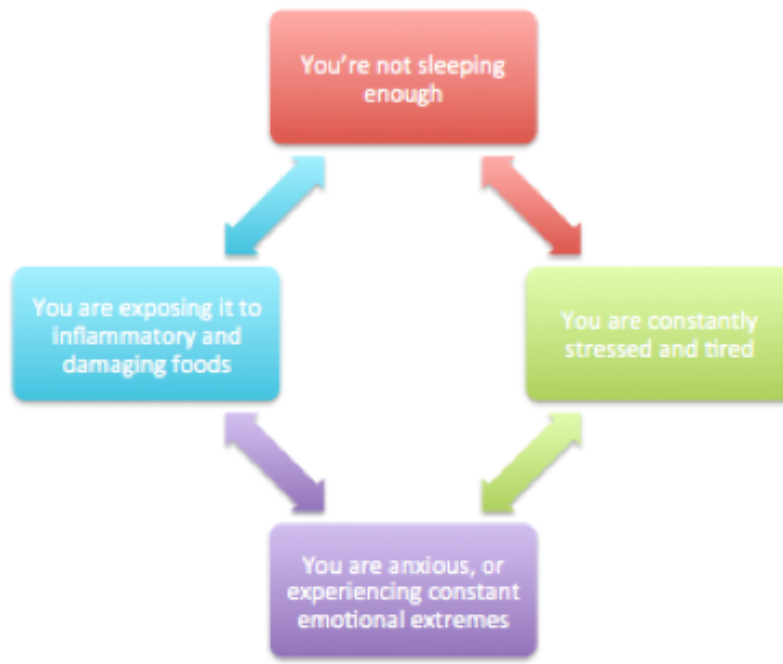 You're not sleeping
enough
You are exposing it to
inflammatory and
damaging foods
You are constantly
stressed and tired
You are anxious, or
experiencing constant
emotional extremes